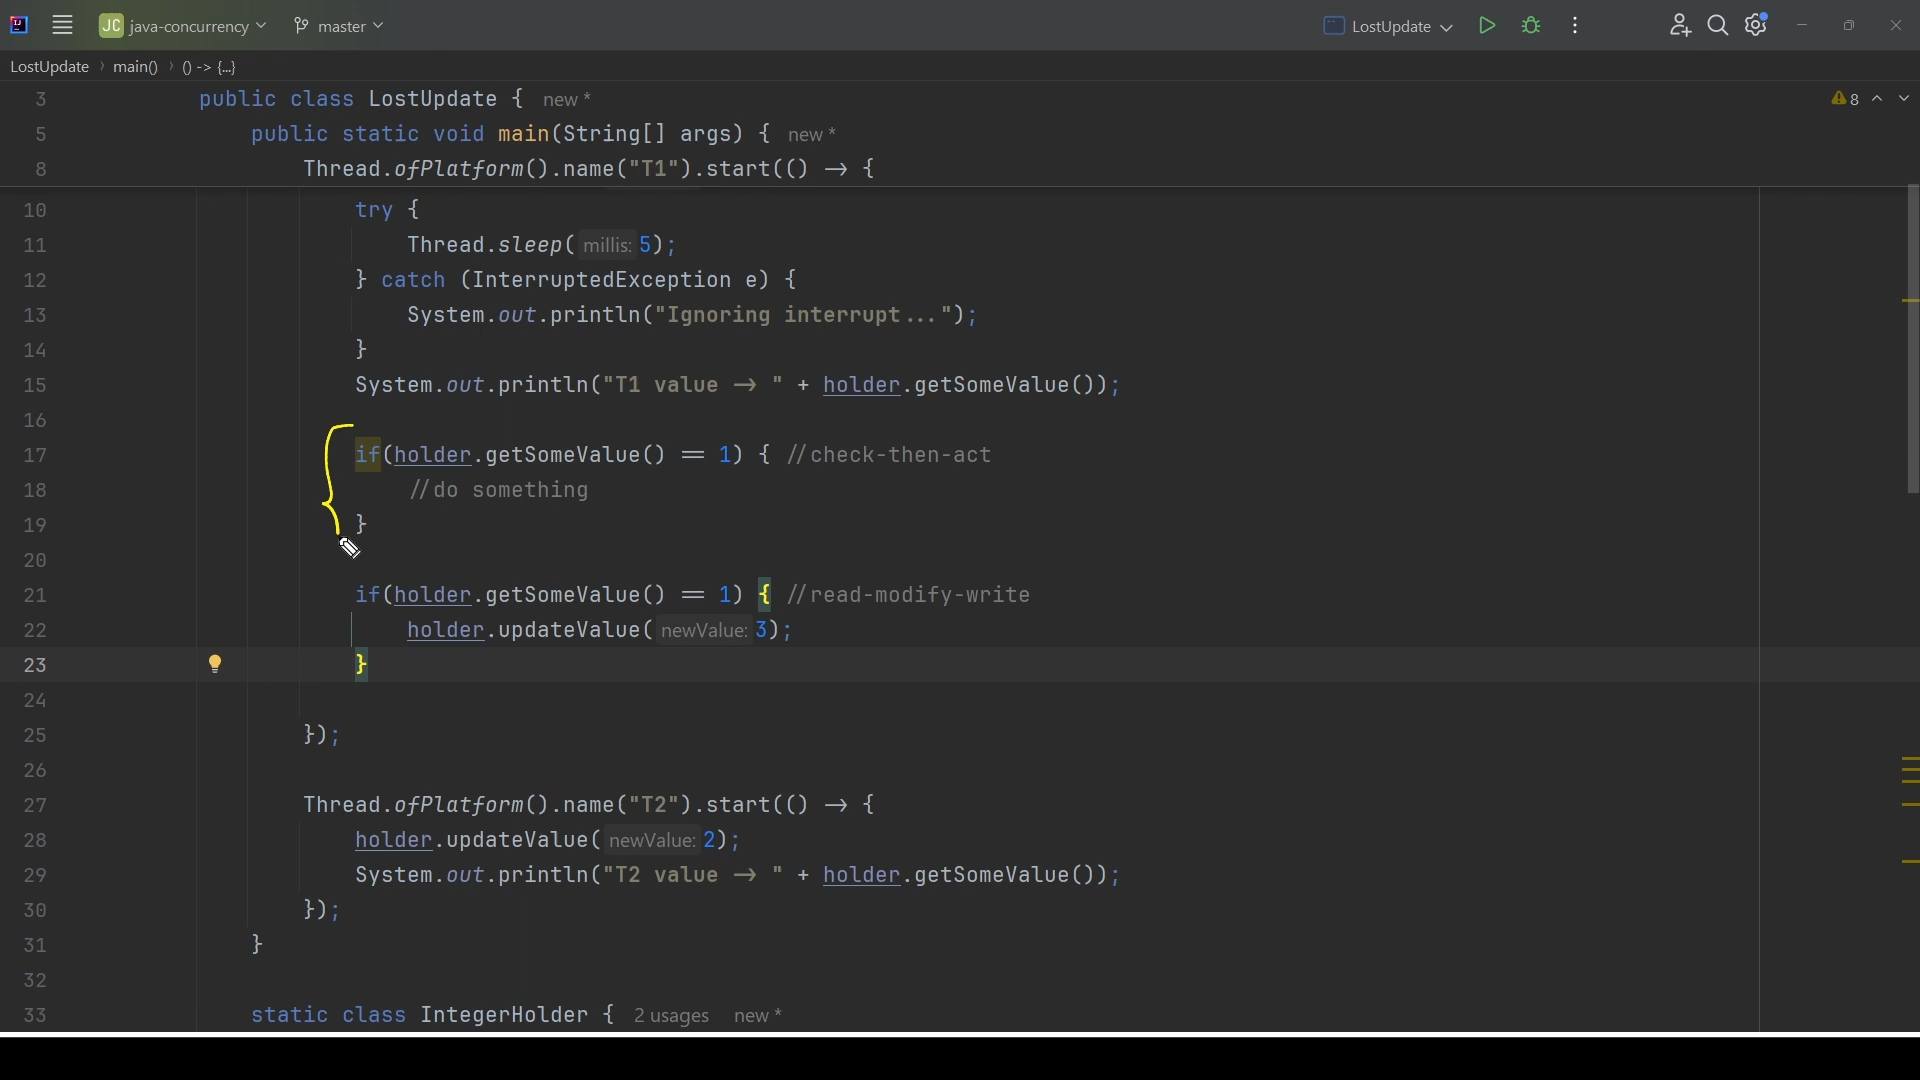 JC java-concurrency master LostUpdate
LostUpdate main() () -> {...}
3 public class LostUpdate { new * 8
5 public static void main(String[] args) { new *
8 Thread.ofPlatform().name("T1").start(() -> {
10 try {
11 Thread.sleep( millis: 5);
12 } catch (InterruptedException e) {
13 System.out.println("Ignoring interrupt...");
14 }
15 System.out.println("T1 value -> " + holder.getSomeValue());
16
17 if(holder.getSomeValue() == 1) { //check-then-act
18 //do something
19 }
20
21 if(holder.getSomeValue() == 1) { //read-modify-write
22 holder.updateValue( newValue: 3);
23 }
24
25 });
26
27 Thread.ofPlatform().name("T2").start(() -> {
28 holder.updateValue( newValue: 2);
29 System.out.println("T2 value -> " + holder.getSomeValue());
30 });
31 }
32
33 static class IntegerHolder { 2 usages new *